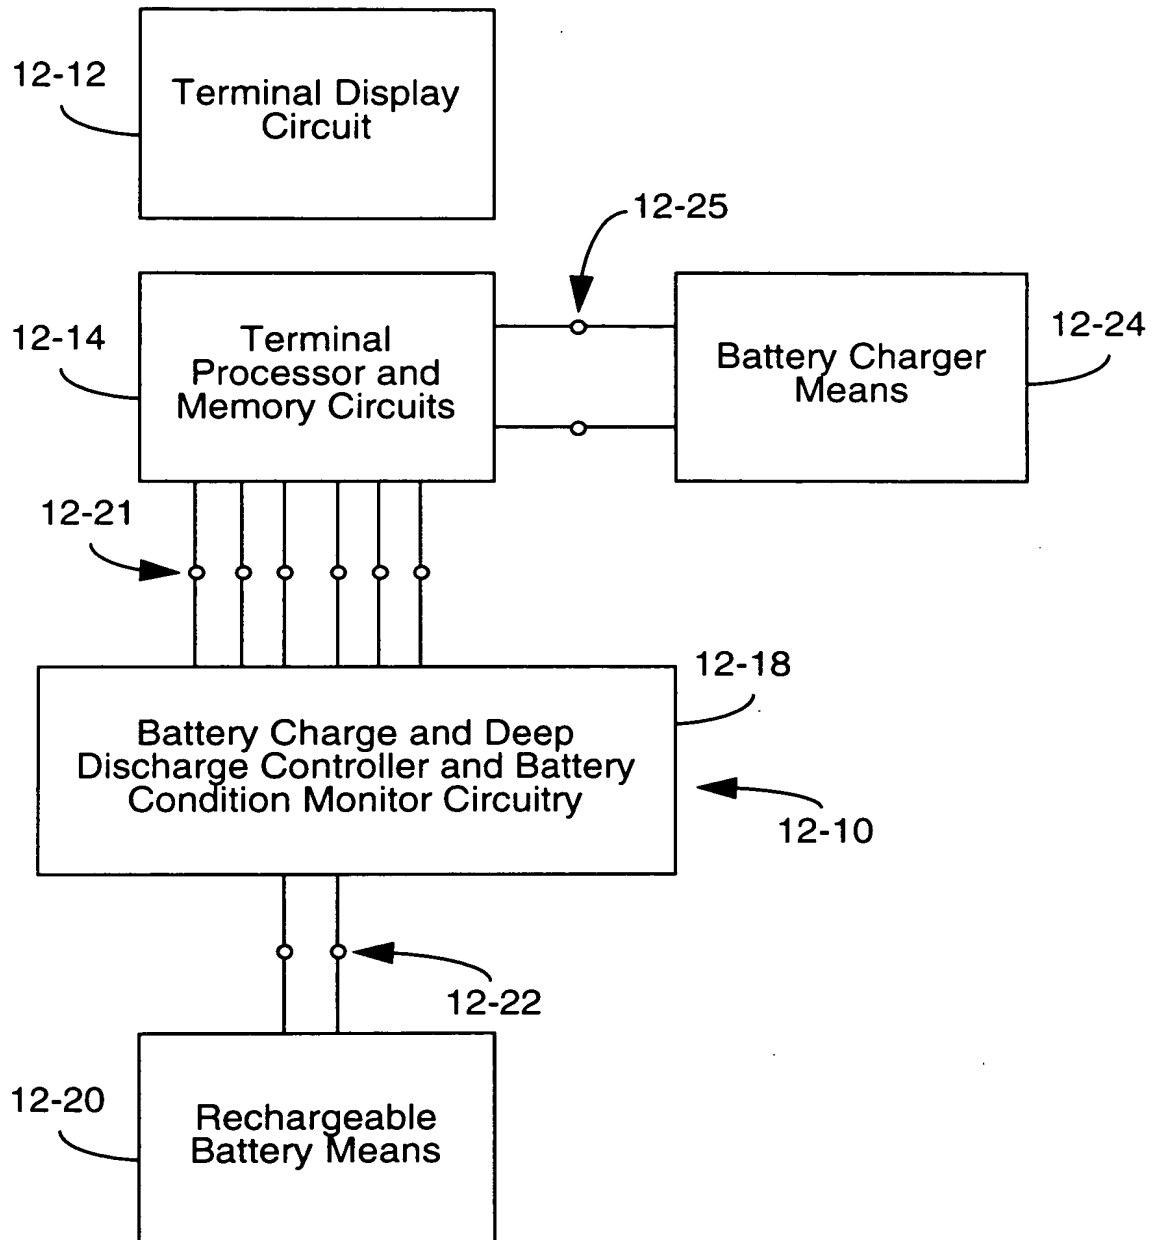 12-12
Terminal Display
Circuit
12-25
12-14
Terminal
Processor and
Memory Circuits
Battery Charger
Means
12-24
12-21
12-18
Battery Charge and Deep
Discharge Controller and Battery
Condition Monitor Circuitry
12-10
12-22
12-20
Rechargeable
Battery Means